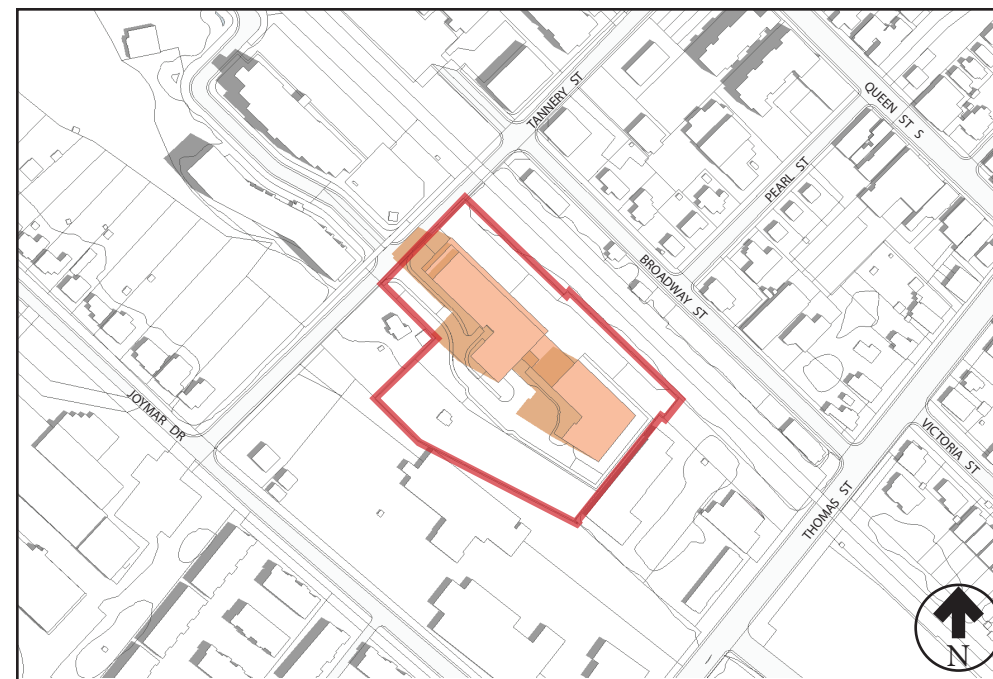 TANNERY ST
QUEEN ST S
PEARL ST
BROADWAY ST
JOYMAR DR
VICTORIA ST
THOMAS ST
N